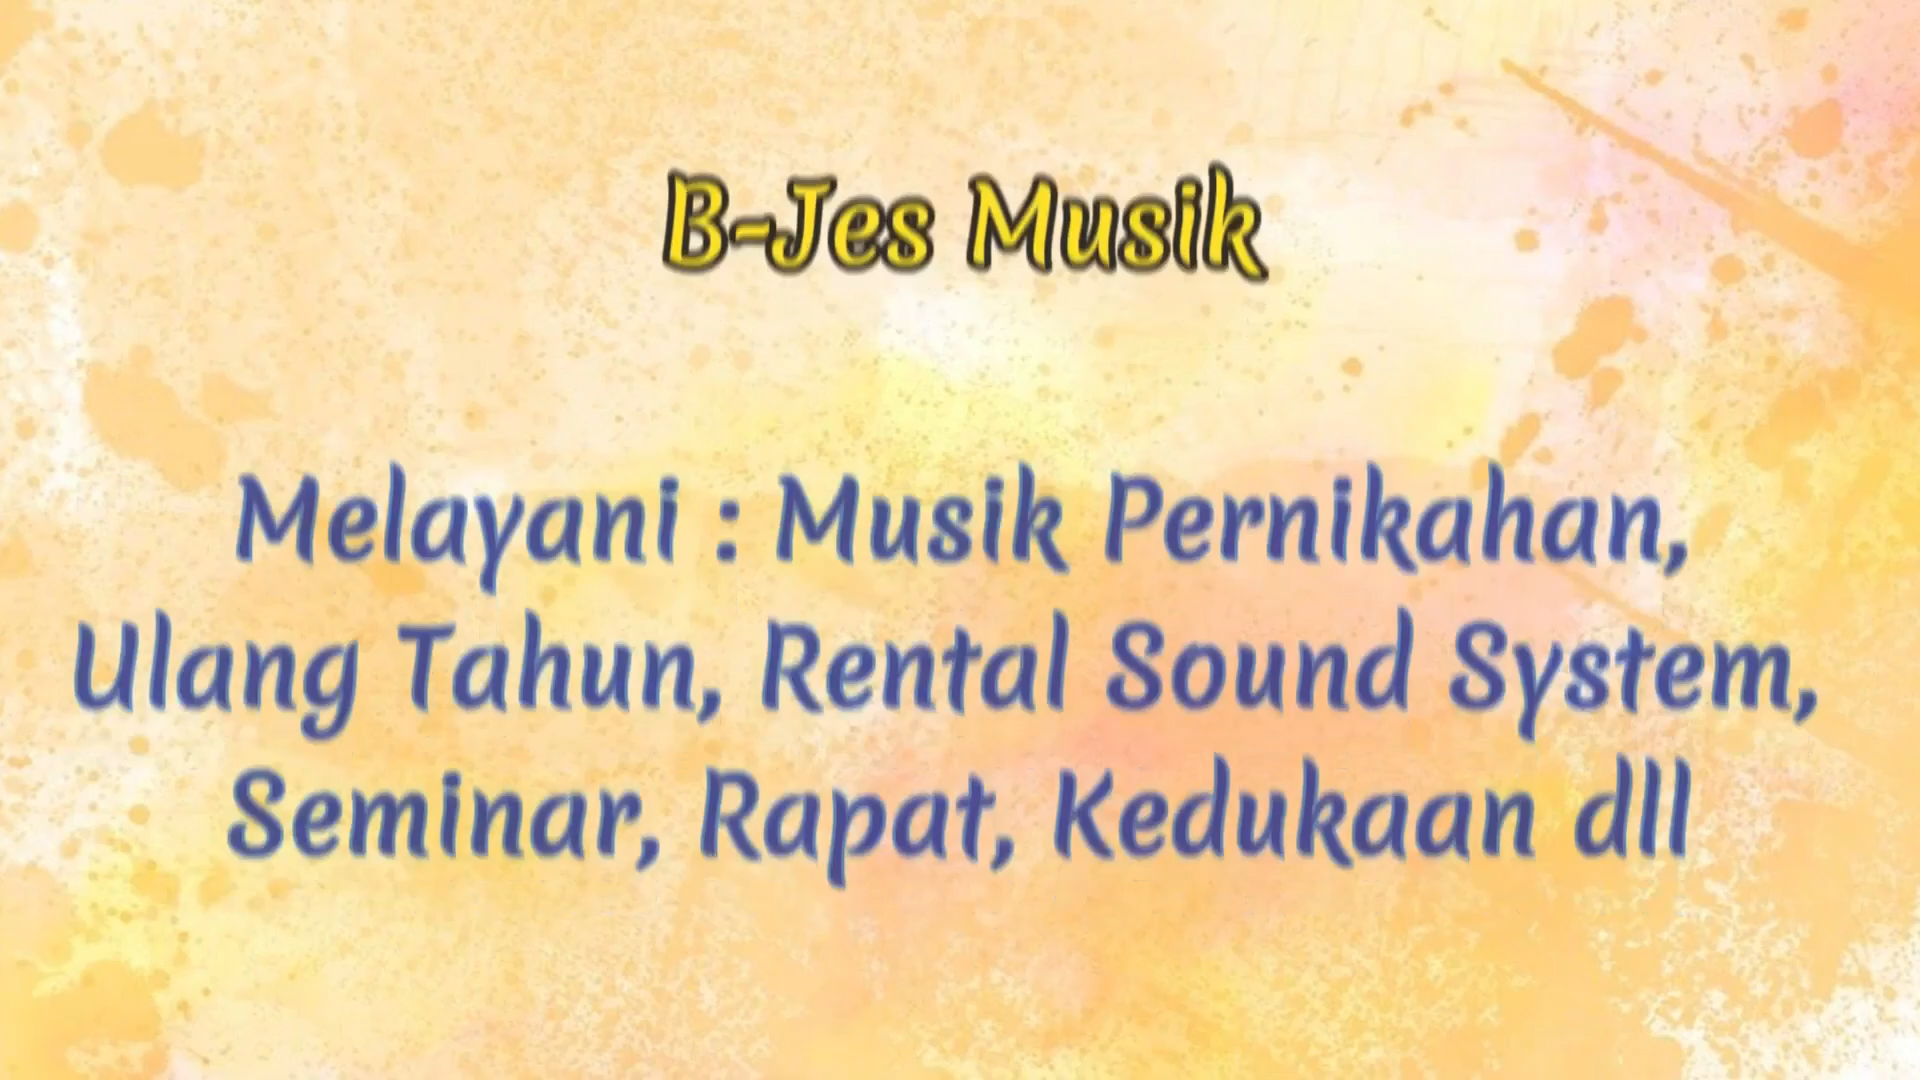 B-Jes Musik
Melayani : Musik Pernikahan,
Ulang Tahun, Rental Sound System,
Seminar, Rapat, Kedukaan dll